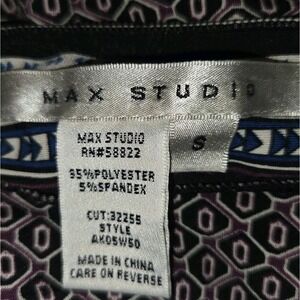 MAX STUDIO
S
MAX STUDIO
RN#58822
95%POLYESTER
5%SPANDEX
CUT:32255
STYLE
AK05W50
MADE IN CHINA
CARE ON REVERSE